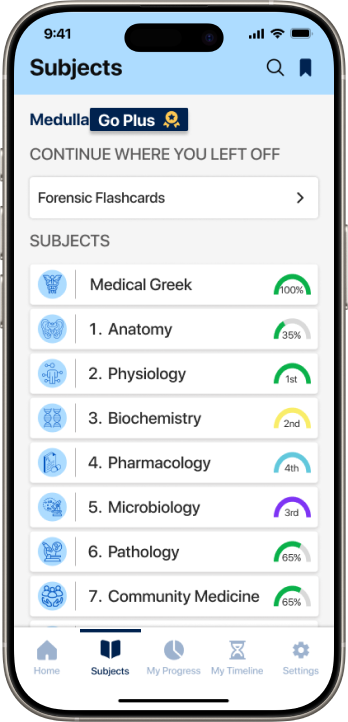 9:41
Subjects
Medulla Go Plus
CONTINUE WHERE YOU LEFT OFF
Forensic Flashcards
SUBJECTS
Medical Greek 100%
1. Anatomy 35%
2. Physiology 1st
3. Biochemistry 2nd
4. Pharmacology 4th
5. Microbiology 3rd
6. Pathology 65%
7. Community Medicine 65%
Home Subjects My Progress My Timeline Settings